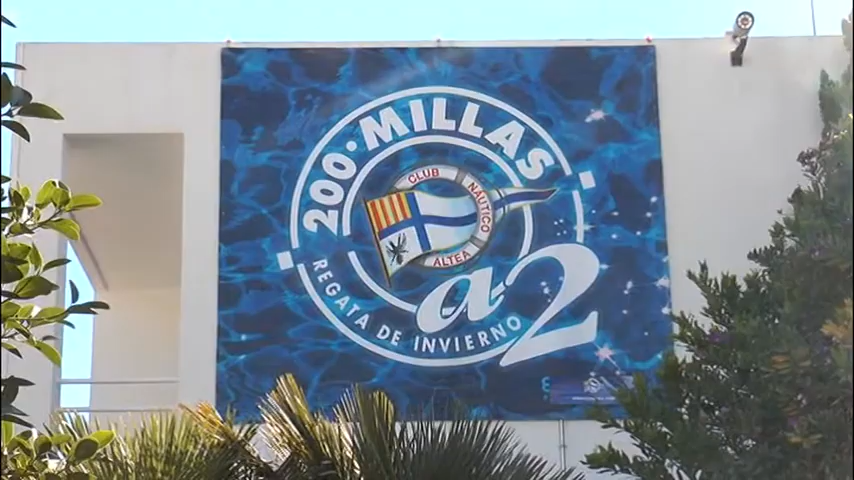 200 MILLAS
CLUB
NÁUTICO
ALTEA
a2
REGATA DE INVIERNO